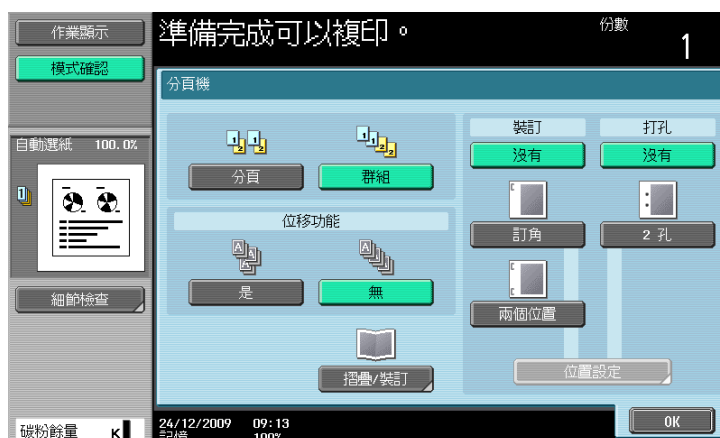 作業顯示
準備完成可以複印。
份數
1
模式確認
分頁機
自動選紙 100.0%
裝訂
打孔
沒有
沒有
分頁
群組
位移功能
訂角
2 孔
是
無
細節檢查
兩個位置
摺疊/裝訂
位置設定
碳粉餘量 K
24/12/2009 09:13
記憶 100%
OK